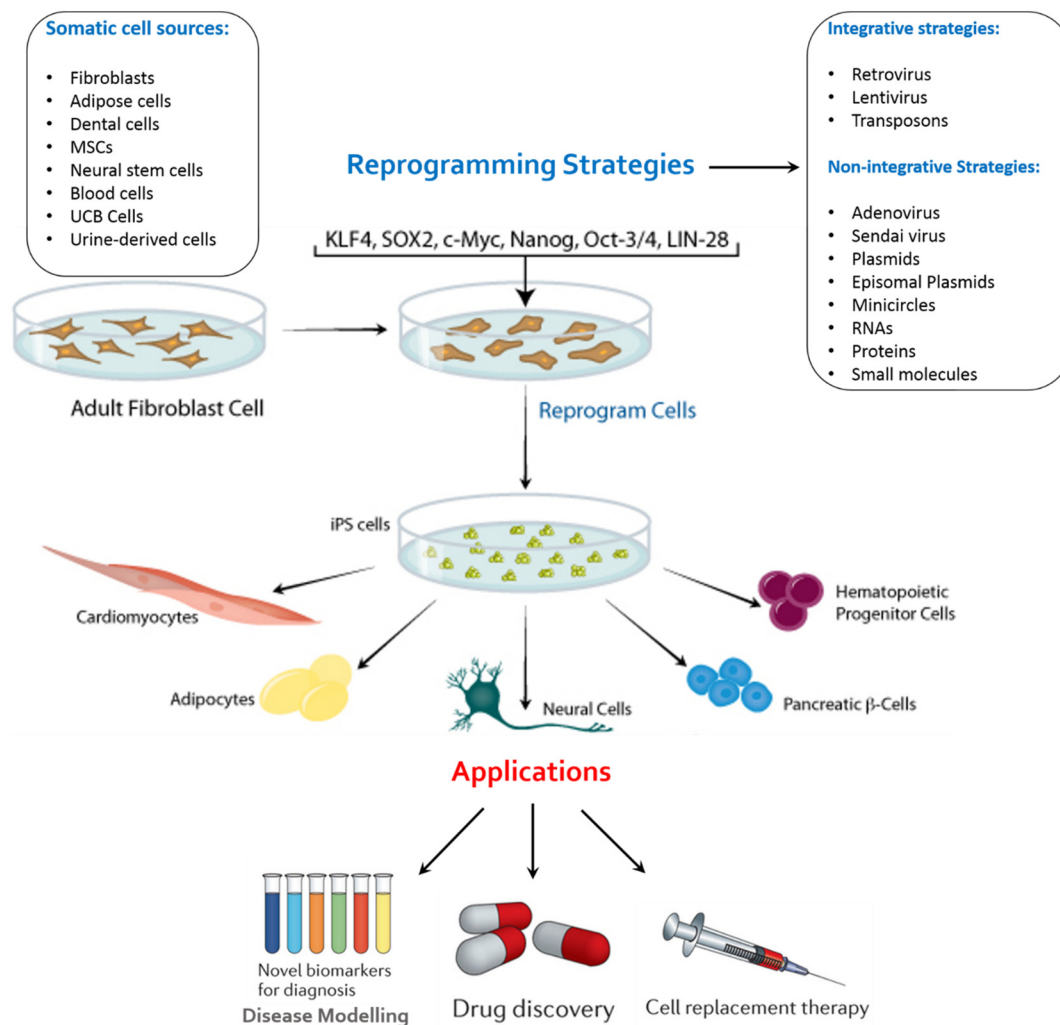 Somatic cell sources:
• Fibroblasts
• Adipose cells
• Dental cells
• MSCs
• Neural stem cells
• Blood cells
• UCB Cells
• Urine-derived cells
Integrative strategies:
• Retrovirus
• Lentivirus
• Transposons
Non-integrative Strategies:
• Adenovirus
• Sendai virus
• Plasmids
• Episomal Plasmids
• Minicircles
• RNAs
• Proteins
• Small molecules
Reprogramming Strategies
KLF4, SOX2, c-Myc, Nanog, Oct-3/4, LIN-28
Adult Fibroblast Cell
Reprogram Cells
iPS cells
Cardiomyocytes
Hematopoietic
Progenitor Cells
Adipocytes
Neural Cells
Pancreatic β-Cells
Applications
Novel biomarkers
for diagnosis
Disease Modelling
Drug discovery
Cell replacement therapy